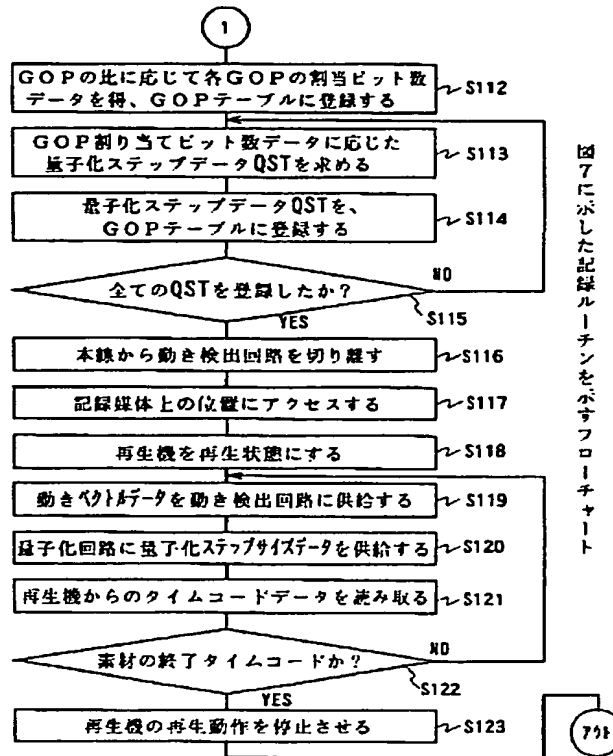 1
GOPの比に応じて各GOPの割当ビット数
データを得、GOPテーブルに登録する
S112
GOP割り当てビット数データに応じた
量子化ステップデータQSTを求める
S113
量子化ステップデータQSTを、
GOPテーブルに登録する
S114
全てのQSTを登録したか?
NO
S115
YES
本線から動き検出回路を切り離す
S116
記録媒体上の位置にアクセスする
S117
再生機を再生状態にする
S118
動きベクトルデータを動き検出回路に供給する
S119
量子化回路に量子化ステップサイズデータを供給する
S120
再生機からのタイムコードデータを読み取る
S121
素材の終了タイムコードか?
NO
S122
YES
再生機の再生動作を停止させる
S123
アウト
図7に示した記録ルーチンを示すフローチャート